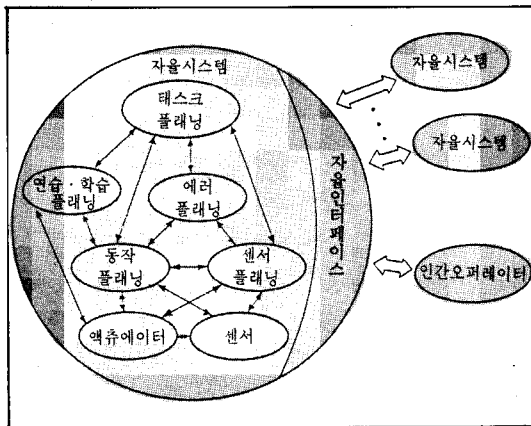 자율시스템
태스크
플래닝
연습·학습
플래닝
에러
플래닝
동작
플래닝
센서
플래닝
액츄에이터
센서
자율인터페이스
자율시스템
자율시스템
인간오퍼레이터